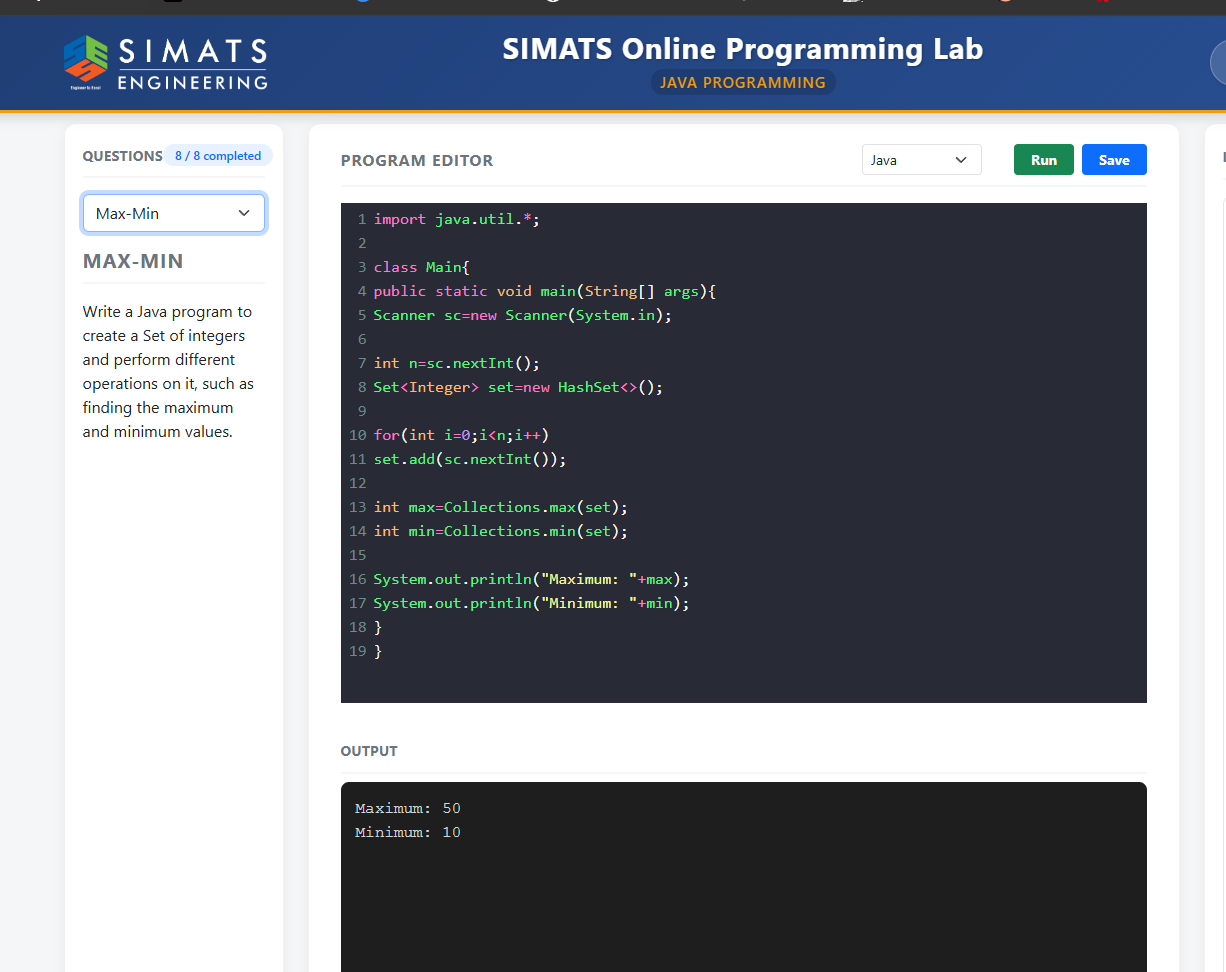 SIMATS
ENGINEERING
Engineer to Excel
SIMATS Online Programming Lab
JAVA PROGRAMMING
QUESTIONS
8 / 8 completed
Max-Min
MAX-MIN
Write a Java program to
create a Set of integers
and perform different
operations on it, such as
finding the maximum
and minimum values.
PROGRAM EDITOR
Java
Run
Save
1 import java.util.*;
2
3 class Main{
4 public static void main(String[] args){
5 Scanner sc=new Scanner(System.in);
6
7 int n=sc.nextInt();
8 Set<Integer> set=new HashSet<>();
9
10 for(int i=0;i<n;i++)
11 set.add(sc.nextInt());
12
13 int max=Collections.max(set);
14 int min=Collections.min(set);
15
16 System.out.println("Maximum: "+max);
17 System.out.println("Minimum: "+min);
18 }
19 }
OUTPUT
Maximum: 50
Minimum: 10